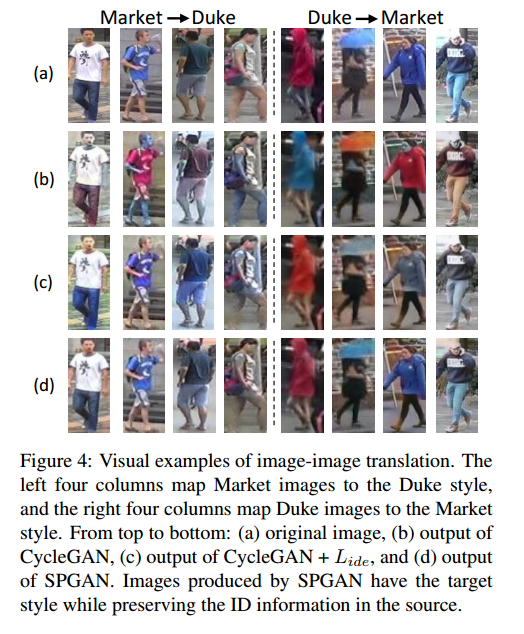 Market → Duke Duke → Market
(a)
(b)
(c)
(d)
Figure 4: Visual examples of image-image translation. The
left four columns map Market images to the Duke style,
and the right four columns map Duke images to the Market
style. From top to bottom: (a) original image, (b) output of
CycleGAN, (c) output of CycleGAN + L_ide, and (d) output
of SPGAN. Images produced by SPGAN have the target
style while preserving the ID information in the source.